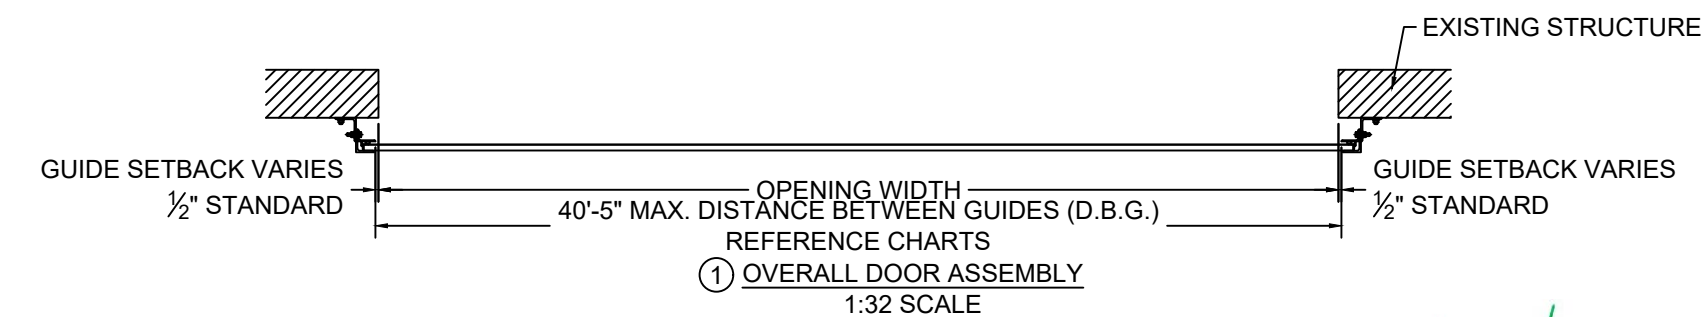 EXISTING STRUCTURE
GUIDE SETBACK VARIES
½" STANDARD
OPENING WIDTH
40'-5" MAX. DISTANCE BETWEEN GUIDES (D.B.G.)
REFERENCE CHARTS
GUIDE SETBACK VARIES
½" STANDARD
1 OVERALL DOOR ASSEMBLY
1:32 SCALE